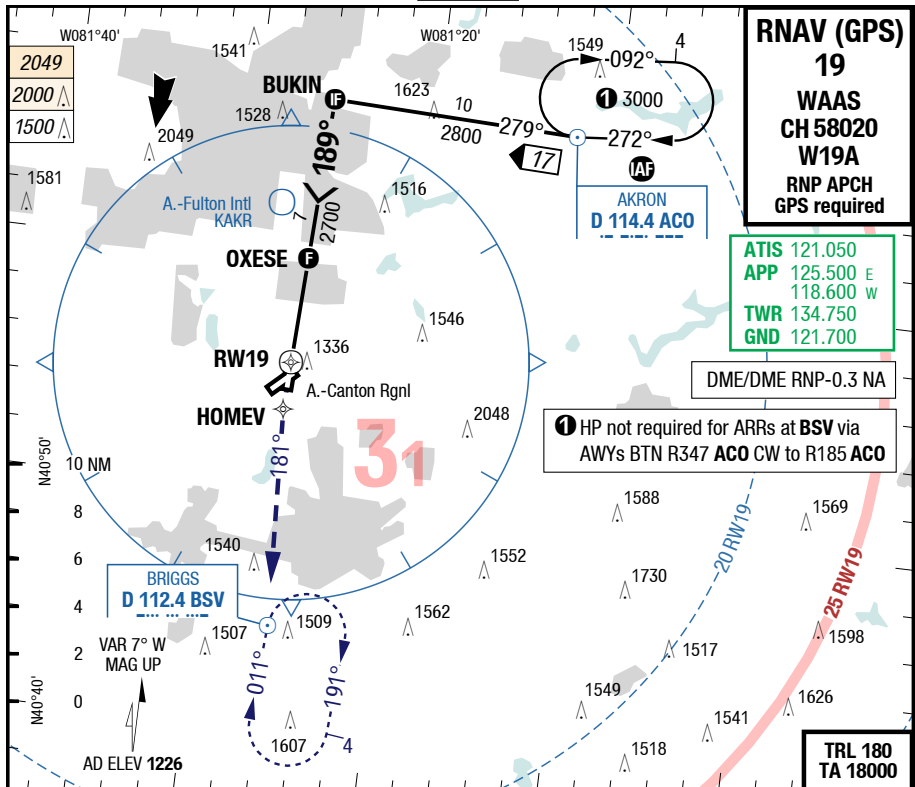 W081°40'
W081°20'
RNAV (GPS)
19
WAAS
CH 58020
W19A
RNP APCH
GPS required
2049
2000
1500
1541
BUKIN
IF
1528
2049
1581
1623
10
2800
279°
17
1549
092°
4
1 3000
272°
IAF
AKRON
D 114.4 ACO
189°
A.-Fulton Intl
KAKR
7
2700
1516
OXESE
F
ATIS 121.050
APP 125.500 E
118.600 W
TWR 134.750
GND 121.700
1546
RW19
1336
A.-Canton Rgnl
HOMEV
DME/DME RNP-0.3 NA
1 HP not required for ARRs at BSV via
AWYs BTN R347 ACO CW to R185 ACO
2048
31
181°
N40°50'
10 NM
8
6
4
2
0
1588
1569
1540
1552
1730
20 RW19
25 RW19
BRIGGS
D 112.4 BSV
1509
1562
1507
1517
1598
VAR 7° W
MAG UP
011°
191°
N40°40'
1549
1626
1541
1607
4
1518
AD ELEV 1226
TRL 180
TA 18000